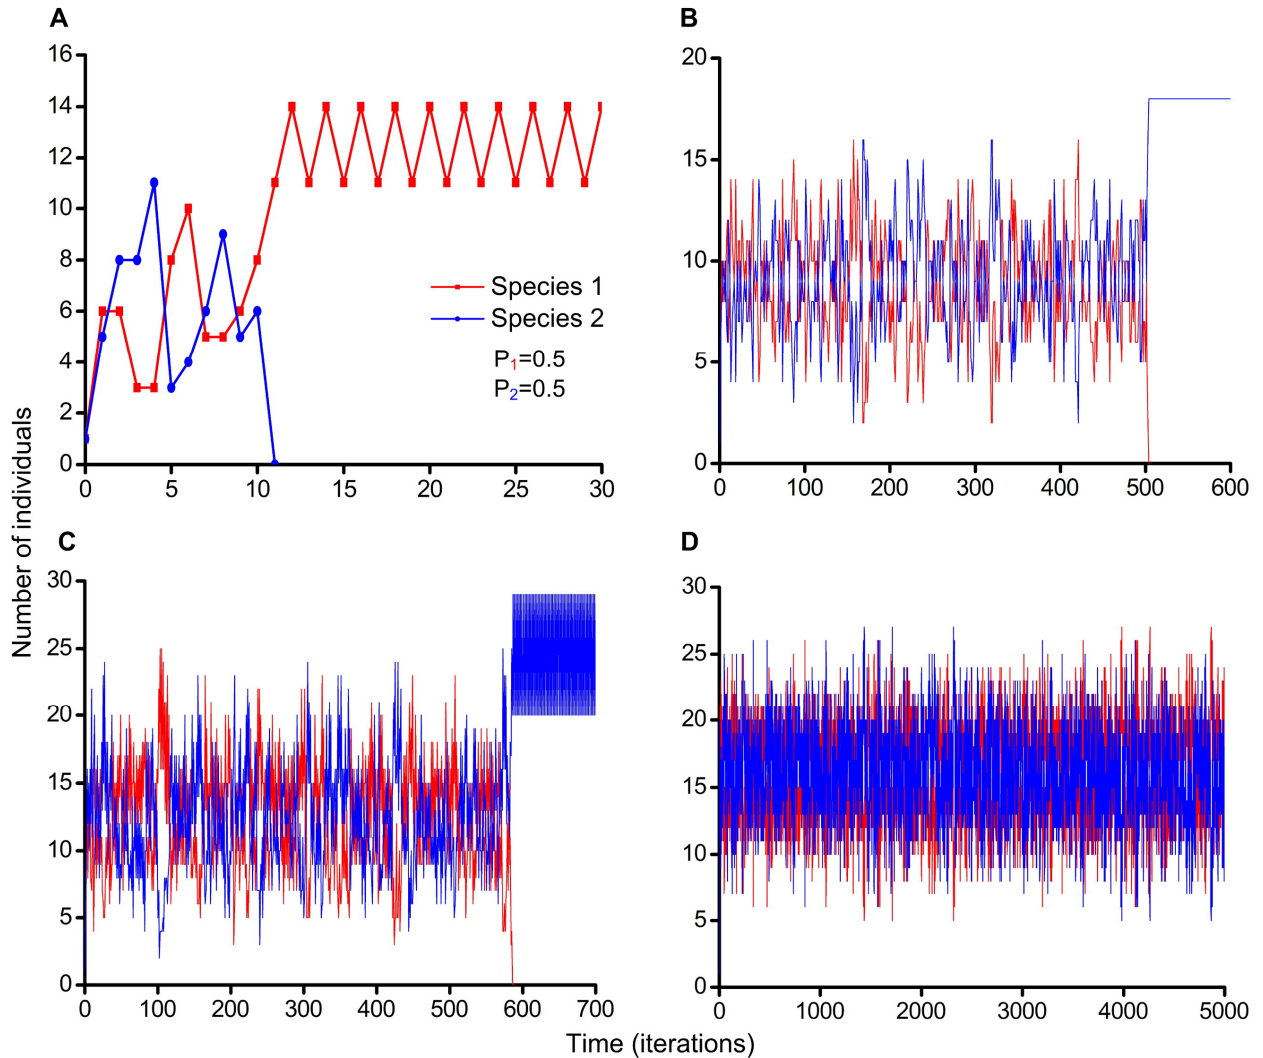 A
16
14
12
10
8
6
4
2
0
0 5 10 15 20 25 30
Species 1
Species 2
P1=0.5
P2=0.5
B
20
15
10
5
0
0 100 200 300 400 500 600
C
30
25
20
15
10
5
0
0 100 200 300 400 500 600 700
D
30
25
20
15
10
5
0
0 1000 2000 3000 4000 5000
Number of individuals
Time (iterations)